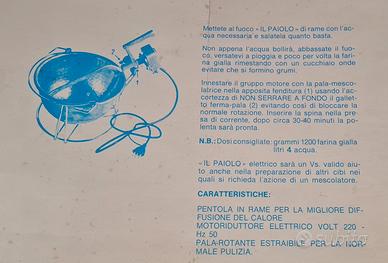 Mettete al fuoco «IL PAIOLO» di rame con l'ac-
qua necessaria e salatela quanto basta.
Non appena l'acqua bollirà, abbassate il fuo-
co, versatevi a pioggia e poco per volta la fari-
na gialla rimestando con un cucchiaio onde
evitare che si formino grumi.
Innestare il gruppo motore con la pala-mesco-
latrice nella apposita fenditura (1) usando l'ac-
cortezza di NON SERRARE A FONDO il gallet-
to ferma-pala (2) evitando così di bloccare la
normale rotazione. Inserire la spina nella pre-
sa di corrente, dopo circa 30-40 minuti la po-
lenta sarà pronta.
N.B.: Dosi consigliate: grammi 1200 farina gialla
litri 4 acqua.
«IL PAIOLO» elettrico sarà un Vs. valido aiu-
to anche nella preparazione di altri cibi nei
quali si richieda l'azione di un mescolatore.
CARATTERISTICHE:
PENTOLA IN RAME PER LA MIGLIORE DIF-
FUSIONE DEL CALORE
MOTORIDUTTORE ELETTRICO VOLT 220 -
Hz 50
PALA-ROTANTE ESTRAIBILE PER LA NOR-
MALE PULIZIA.
subito